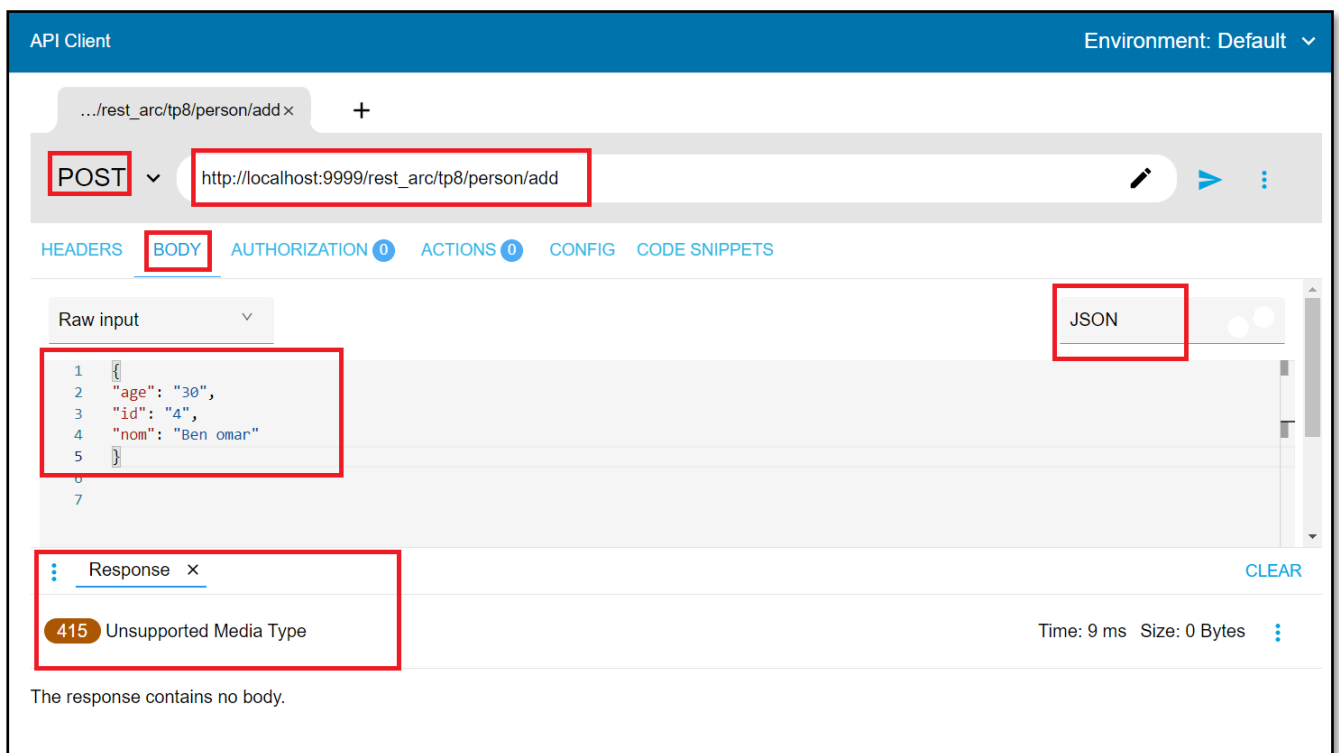 API Client
Environment: Default
…/rest_arc/tp8/person/add ×
+
POST
http://localhost:9999/rest_arc/tp8/person/add
HEADERS BODY AUTHORIZATION 0 ACTIONS 0 CONFIG CODE SNIPPETS
Raw input
JSON
1 {
2 "age": "30",
3 "id": "4",
4 "nom": "Ben omar"
5 }
6
7
Response ×
CLEAR
415 Unsupported Media Type
Time: 9 ms Size: 0 Bytes
The response contains no body.